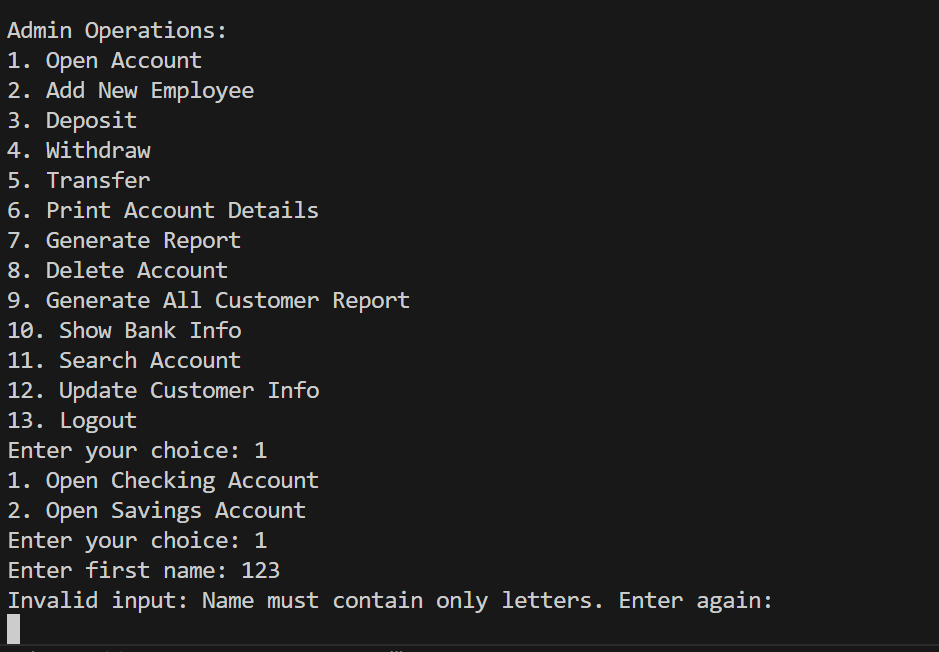 Admin Operations:
1. Open Account
2. Add New Employee
3. Deposit
4. Withdraw
5. Transfer
6. Print Account Details
7. Generate Report
8. Delete Account
9. Generate All Customer Report
10. Show Bank Info
11. Search Account
12. Update Customer Info
13. Logout
Enter your choice: 1
1. Open Checking Account
2. Open Savings Account
Enter your choice: 1
Enter first name: 123
Invalid input: Name must contain only letters. Enter again: